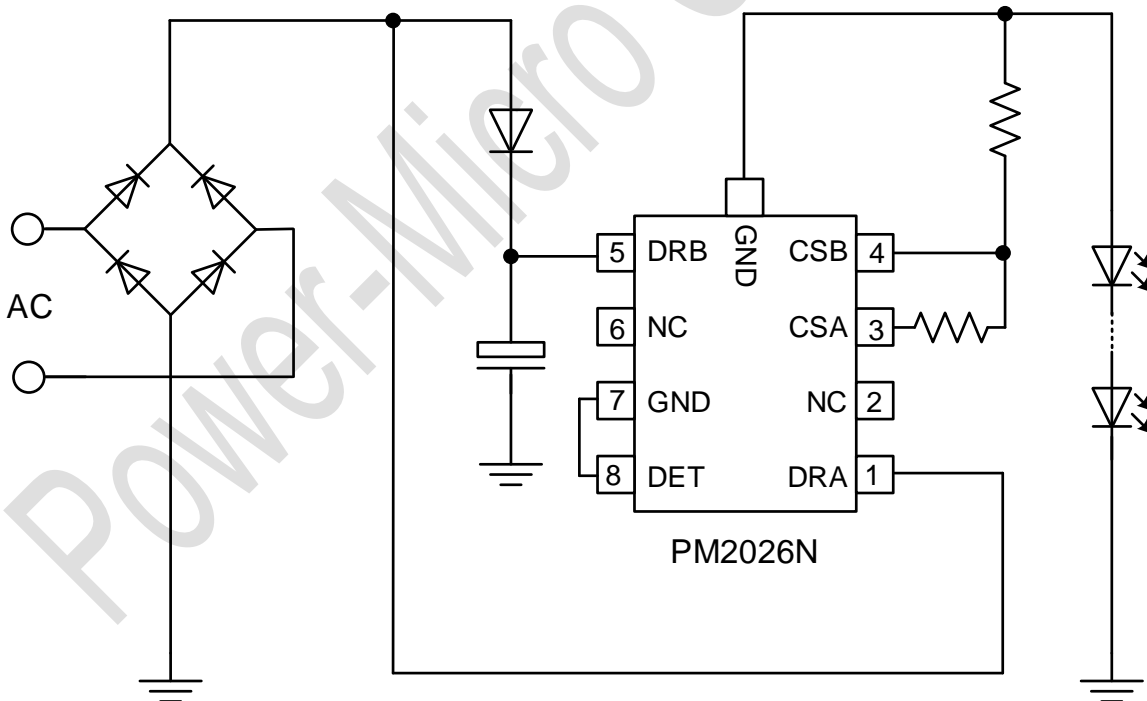 Power-Micro
AC
GND
5 DRB
CSB 4
6 NC
CSA 3
7 GND
NC 2
8 DET
DRA 1
PM2026N